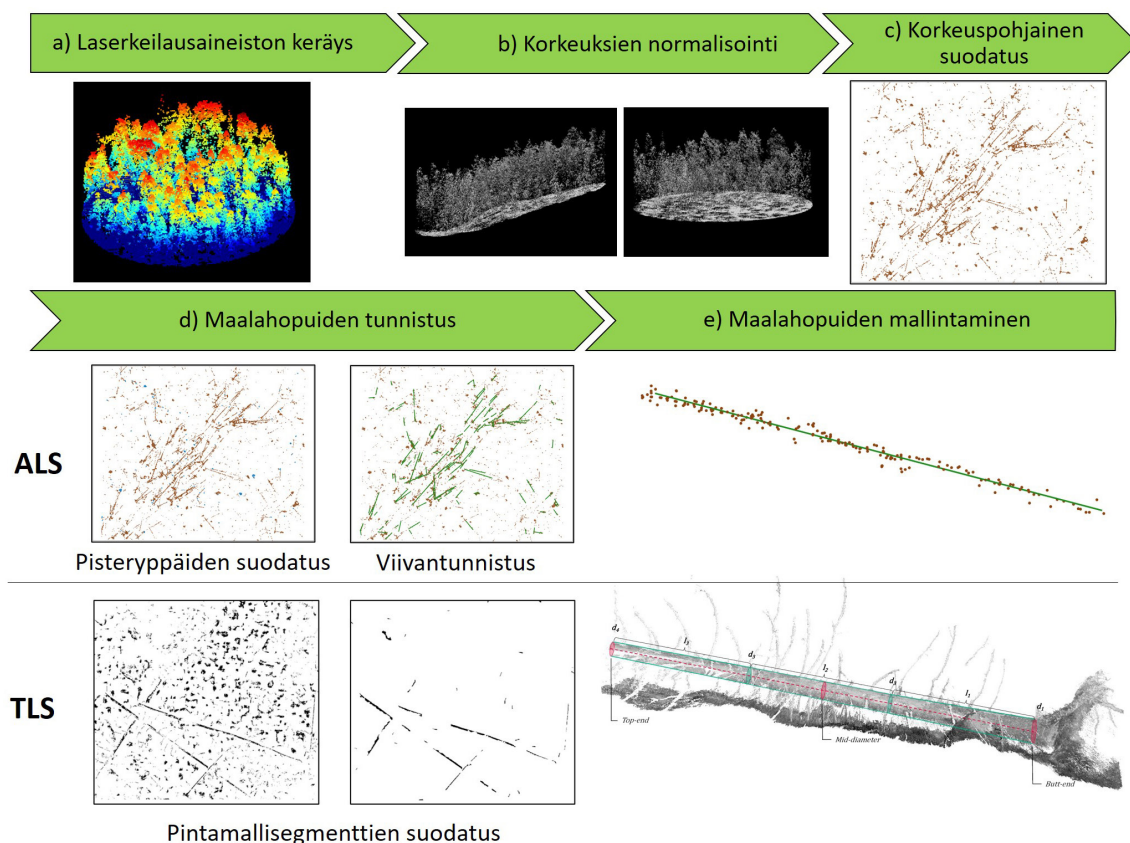 a) Laserkeilausaineiston keräys
b) Korkeuksien normalisointi
c) Korkeuspohjainen
suodatus
d) Maalahopuiden tunnistus
e) Maalahopuiden mallintaminen
ALS
Pisteryppäiden suodatus
Viivantunnistus
TLS
Pintamallisegmenttien suodatus
d4
l3
d3
l2
d2
l1
d1
Top-end
Mid-diameter
Butt-end